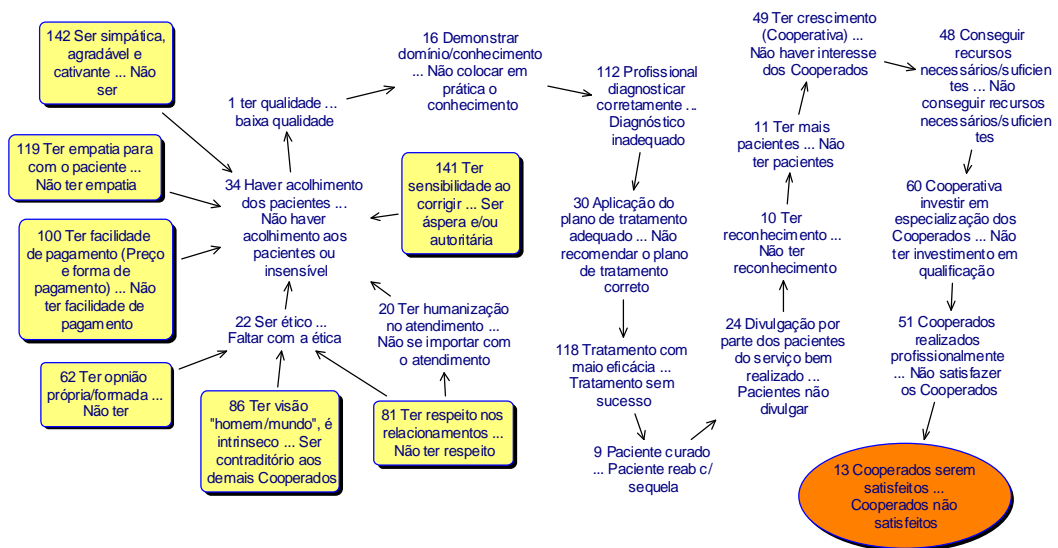 142 Ser simpática,
agradável e
cativante ... Não
ser
119 Ter empatia para
com o paciente ...
Não ter empatia
100 Ter facilidade
de pagamento (Preço
e forma de
pagamento) ... Não
ter facilidade de
pagamento
62 Ter opnião
própria/formada ...
Não ter
86 Ter visão
"homem/mundo", é
intrínseco ... Ser
contraditório aos
demais Cooperados
81 Ter respeito nos
relacionamentos ...
Não ter respeito
22 Ser ético ...
Faltar com a ética
20 Ter humanização
no atendimento ...
Não se importar com
o atendimento
141 Ter
sensibilidade ao
corrigir ... Ser
áspera e/ou
autoritária
34 Haver acolhimento
dos pacientes ...
Não haver
acolhimento aos
pacientes ou
insensível
1 ter qualidade ...
baixa qualidade
16 Demonstrar
domínio/conhecimento
... Não colocar em
prática o
conhecimento
112 Profissional
diagnosticar
corretamente ...
Diagnóstico
inadequado
30 Aplicação do
plano de tratamento
adequado ... Não
recomendar o plano
de tratamento
correto
118 Tratamento com
maio eficácia ...
Tratamento sem
sucesso
9 Paciente curado
... Paciente reab c/
sequela
24 Divulgação por
parte dos pacientes
do serviço bem
realizado ...
Pacientes não
divulgar
10 Ter
reconhecimento ...
Não ter
reconhecimento
11 Ter mais
pacientes ... Não
ter pacientes
49 Ter crescimento
(Cooperativa) ...
Não haver interesse
dos Cooperados
48 Conseguir
recursos
necessários/suficien
tes ... Não
conseguir recursos
necessários/suficien
tes
60 Cooperativa
investir em
especialização dos
Cooperados ... Não
ter investimento em
qualificação
51 Cooperados
realizados
profissionalmente
... Não satisfazer
os Cooperados
13 Cooperados serem
satisfeitos ...
Cooperados não
satisfeitos